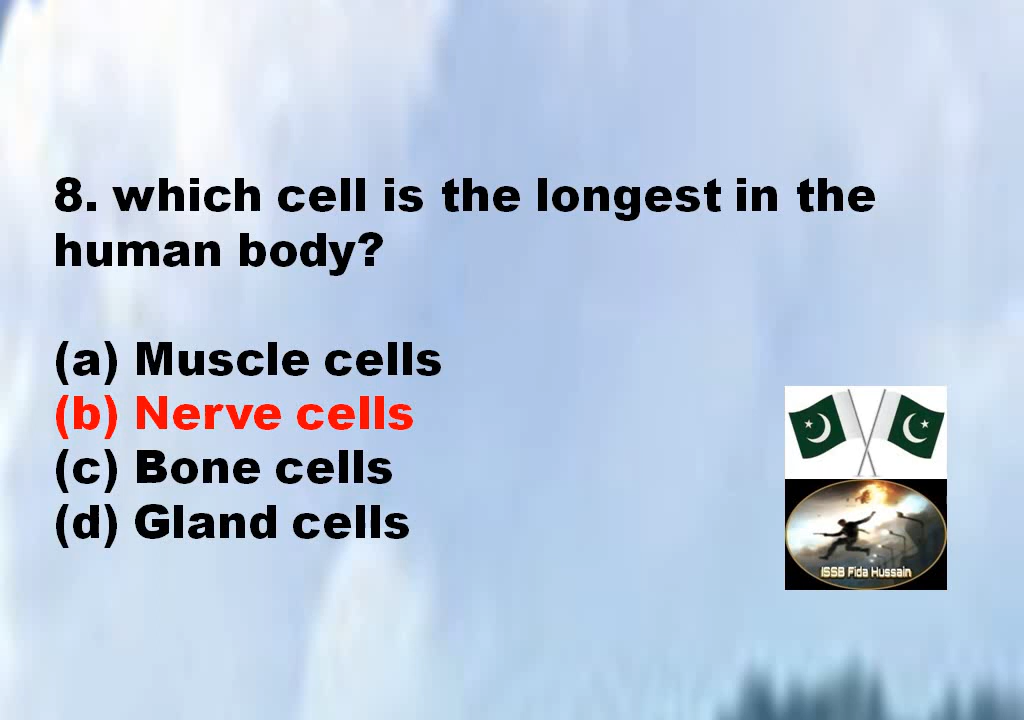 8. which cell is the longest in the
human body?
(a) Muscle cells
(b) Nerve cells
(c) Bone cells
(d) Gland cells
ISSB Fida Hussain